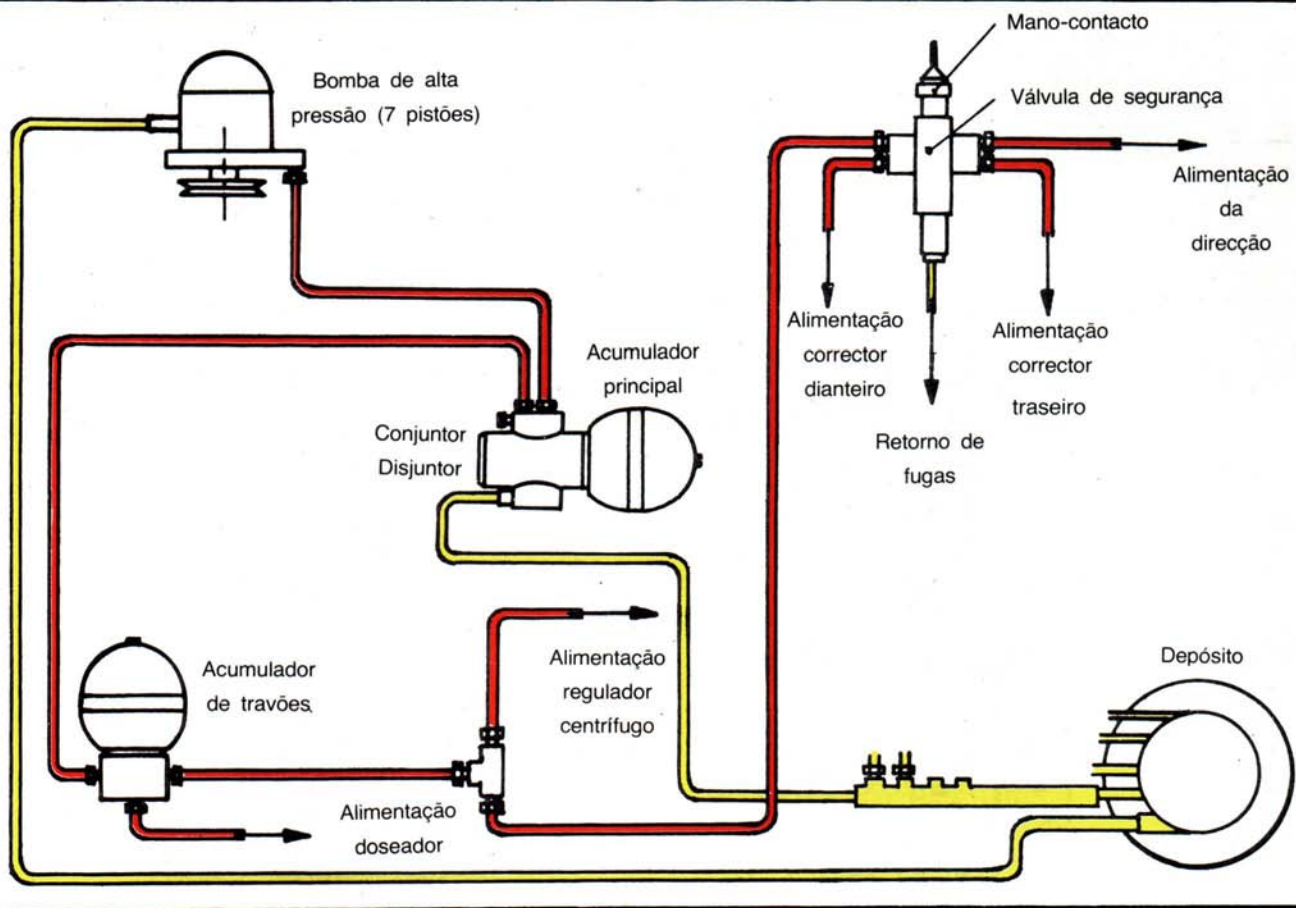 Mano-contacto
Bomba de alta
pressão (7 pistões)
Válvula de segurança
Alimentação
da
direcção
Alimentação
corrector
dianteiro
Alimentação
corrector
traseiro
Retorno de
fugas
Acumulador
principal
Conjuntor
Disjuntor
Acumulador
de travões
Alimentação
regulador
centrífugo
Depósito
Alimentação
doseador